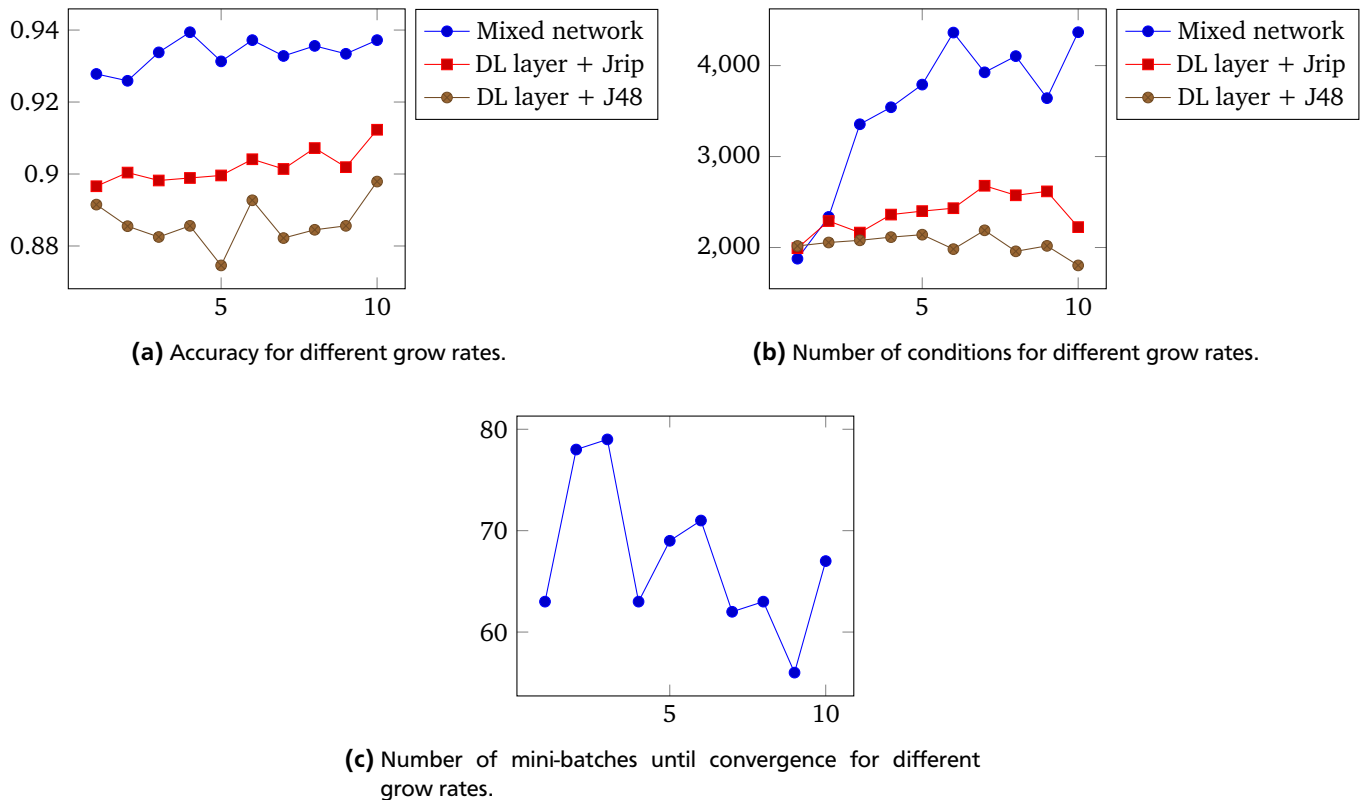 0.94
0.92
0.9
0.88
5
10
Mixed network
DL layer + Jrip
DL layer + J48
(a) Accuracy for different grow rates.
4,000
3,000
2,000
5
10
Mixed network
DL layer + Jrip
DL layer + J48
(b) Number of conditions for different grow rates.
80
70
60
5
10
(c) Number of mini-batches until convergence for different
grow rates.